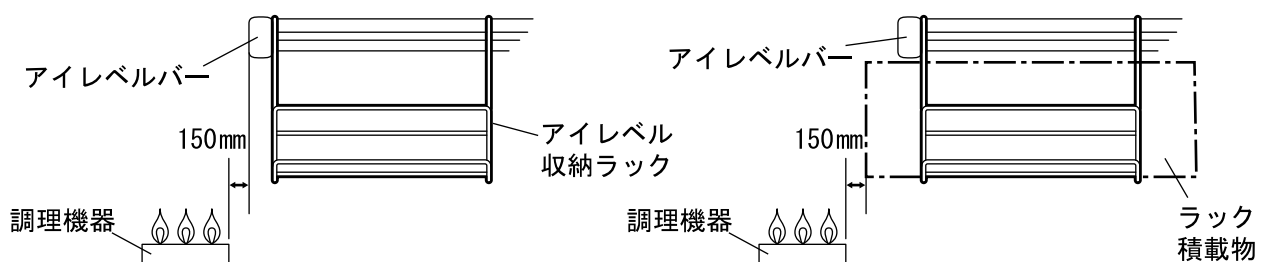 アイレベルバー
150mm
アイレベル
収納ラック
調理機器
アイレベルバー
150mm
調理機器
ラック
積載物